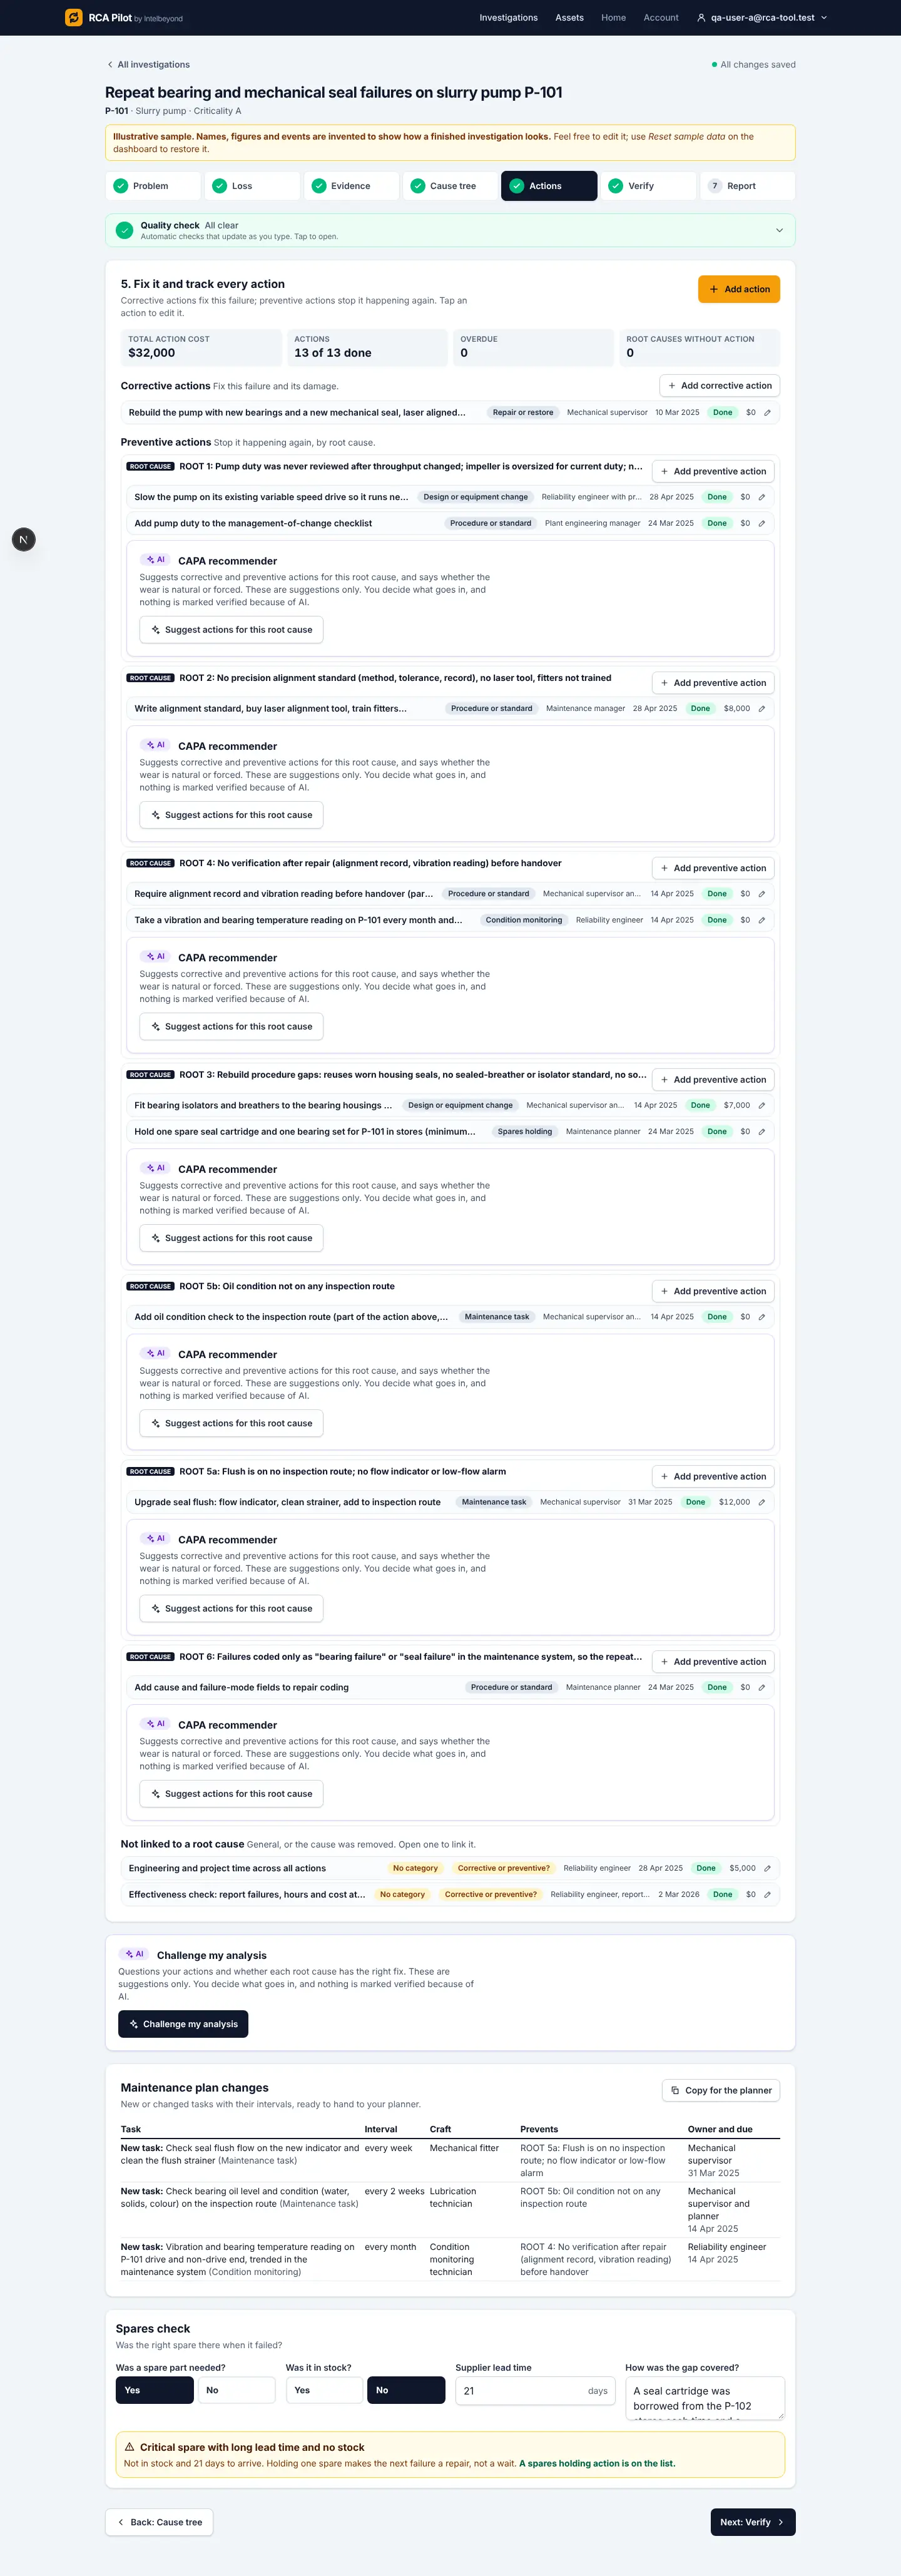 RCA Pilot by Intelbeyond
Investigations
Assets
Home
Account
qa-user-a@rca-tool.test
All investigations
All changes saved
Repeat bearing and mechanical seal failures on slurry pump P-101
P-101 · Slurry pump · Criticality A
Illustrative sample. Names, figures and events are invented to show how a finished investigation looks. Feel free to edit it; use Reset sample data on the
dashboard to restore it.
Problem
Loss
Evidence
Cause tree
Actions
Verify
7 Report
Quality check All clear
Automatic checks that update as you type. Tap to open.
5. Fix it and track every action
Add action
Corrective actions fix this failure; preventive actions stop it happening again. Tap an
action to edit it.
TOTAL ACTION COST
$32,000
ACTIONS
13 of 13 done
OVERDUE
0
ROOT CAUSES WITHOUT ACTION
0
Corrective actions Fix this failure and its damage.
Add corrective action
Rebuild the pump with new bearings and a new mechanical seal, laser aligned... Repair or restore Mechanical supervisor 10 Mar 2025 Done $0
Preventive actions Stop it happening again, by root cause.
ROOT CAUSE ROOT 1: Pump duty was never reviewed after throughput changed; impeller is oversized for current duty; n... Add preventive action
Slow the pump on its existing variable speed drive so it runs ne... Design or equipment change Reliability engineer with pr... 28 Apr 2025 Done $0
Add pump duty to the management-of-change checklist Procedure or standard Plant engineering manager 24 Mar 2025 Done $0
AI CAPA recommender
Suggests corrective and preventive actions for this root cause, and says whether the
wear is natural or forced. These are suggestions only. You decide what goes in, and
nothing is marked verified because of AI.
Suggest actions for this root cause
ROOT CAUSE ROOT 2: No precision alignment standard (method, tolerance, record), no laser tool, fitters not trained Add preventive action
Write alignment standard, buy laser alignment tool, train fitters... Procedure or standard Maintenance manager 28 Apr 2025 Done $8,000
AI CAPA recommender
Suggests corrective and preventive actions for this root cause, and says whether the
wear is natural or forced. These are suggestions only. You decide what goes in, and
nothing is marked verified because of AI.
Suggest actions for this root cause
ROOT CAUSE ROOT 4: No verification after repair (alignment record, vibration reading) before handover Add preventive action
Require alignment record and vibration reading before handover (par... Procedure or standard Mechanical supervisor an... 14 Apr 2025 Done $0
Take a vibration and bearing temperature reading on P-101 every month and... Condition monitoring Reliability engineer 14 Apr 2025 Done $0
AI CAPA recommender
Suggests corrective and preventive actions for this root cause, and says whether the
wear is natural or forced. These are suggestions only. You decide what goes in, and
nothing is marked verified because of AI.
Suggest actions for this root cause
ROOT CAUSE ROOT 3: Rebuild procedure gaps: reuses worn housing seals, no sealed-breather or isolator standard, no so... Add preventive action
Fit bearing isolators and breathers to the bearing housings ... Design or equipment change Mechanical supervisor an... 14 Apr 2025 Done $7,000
Hold one spare seal cartridge and one bearing set for P-101 in stores (minimum... Spares holding Maintenance planner 24 Mar 2025 Done $0
AI CAPA recommender
Suggests corrective and preventive actions for this root cause, and says whether the
wear is natural or forced. These are suggestions only. You decide what goes in, and
nothing is marked verified because of AI.
Suggest actions for this root cause
ROOT CAUSE ROOT 5b: Oil condition not on any inspection route Add preventive action
Add oil condition check to the inspection route (part of the action above,... Maintenance task Mechanical supervisor an... 14 Apr 2025 Done $0
AI CAPA recommender
Suggests corrective and preventive actions for this root cause, and says whether the
wear is natural or forced. These are suggestions only. You decide what goes in, and
nothing is marked verified because of AI.
Suggest actions for this root cause
ROOT CAUSE ROOT 5a: Flush is on no inspection route; no flow indicator or low-flow alarm Add preventive action
Upgrade seal flush: flow indicator, clean strainer, add to inspection route Maintenance task Mechanical supervisor 31 Mar 2025 Done $12,000
AI CAPA recommender
Suggests corrective and preventive actions for this root cause, and says whether the
wear is natural or forced. These are suggestions only. You decide what goes in, and
nothing is marked verified because of AI.
Suggest actions for this root cause
ROOT CAUSE ROOT 6: Failures coded only as "bearing failure" or "seal failure" in the maintenance system, so the repeat... Add preventive action
Add cause and failure-mode fields to repair coding Procedure or standard Maintenance planner 24 Mar 2025 Done $0
AI CAPA recommender
Suggests corrective and preventive actions for this root cause, and says whether the
wear is natural or forced. These are suggestions only. You decide what goes in, and
nothing is marked verified because of AI.
Suggest actions for this root cause
Not linked to a root cause General, or the cause was removed. Open one to link it.
Engineering and project time across all actions No category Corrective or preventive? Reliability engineer 28 Apr 2025 Done $5,000
Effectiveness check: report failures, hours and cost at... No category Corrective or preventive? Reliability engineer, report... 2 Mar 2026 Done $0
AI Challenge my analysis
Questions your actions and whether each root cause has the right fix. These are
suggestions only. You decide what goes in, and nothing is marked verified because of
AI.
Challenge my analysis
Maintenance plan changes
Copy for the planner
New or changed tasks with their intervals, ready to hand to your planner.
Task Interval Craft Prevents Owner and due
New task: Check seal flush flow on the new indicator and every week Mechanical fitter ROOT 5a: Flush is on no inspection Mechanical
clean the flush strainer (Maintenance task) route; no flow indicator or low-flow supervisor
alarm 31 Mar 2025
New task: Check bearing oil level and condition (water, every 2 weeks Lubrication ROOT 5b: Oil condition not on any Mechanical
solids, colour) on the inspection route (Maintenance task) technician inspection route supervisor and
planner
14 Apr 2025
New task: Vibration and bearing temperature reading on every month Condition ROOT 4: No verification after repair Reliability engineer
P-101 drive and non-drive end, trended in the monitoring (alignment record, vibration reading) 14 Apr 2025
maintenance system (Condition monitoring) technician before handover
Spares check
Was the right spare there when it failed?
Was a spare part needed? Was it in stock? Supplier lead time How was the gap covered?
Yes No Yes No 21 days
A seal cartridge was
borrowed from the P-102
Critical spare with long lead time and no stock
Not in stock and 21 days to arrive. Holding one spare makes the next failure a repair, not a wait. A spares holding action is on the list.
Back: Cause tree
Next: Verify